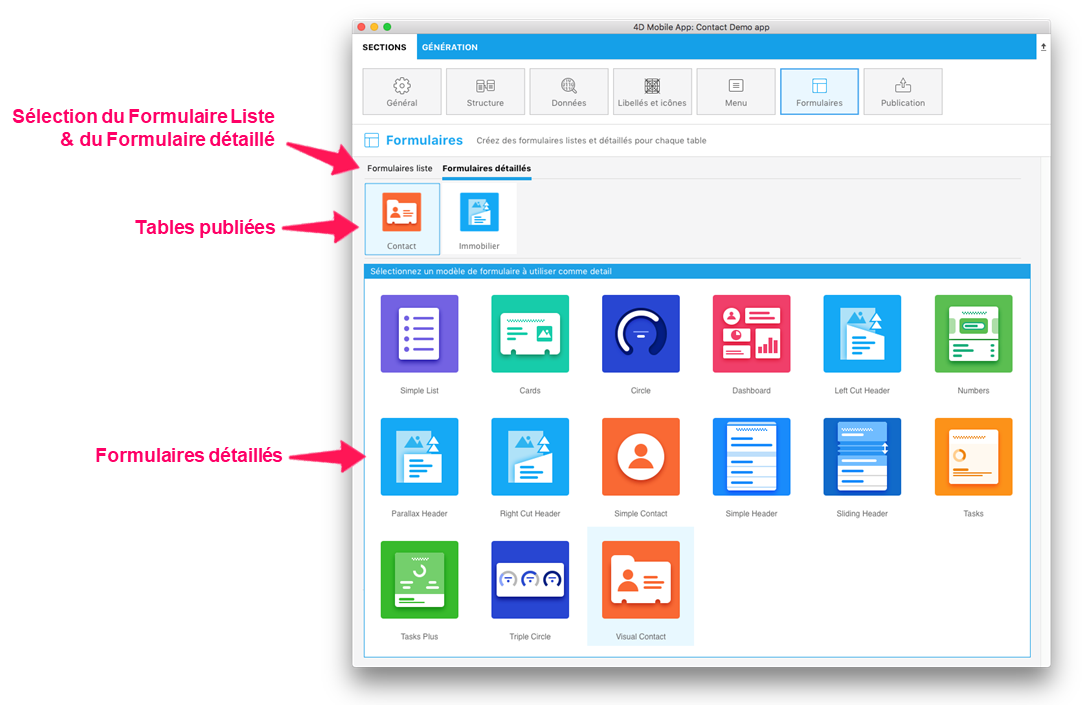 4D Mobile App: Contact Demo app
SECTIONS GÉNÉRATION
Général Structure Données Libellés et icônes Menu Formulaires Publication
Sélection du Formulaire Liste
& du Formulaire détaillé
Formulaires Créez des formulaires listes et détaillés pour chaque table
Formulaires liste Formulaires détaillés
Tables publiées
Contact Immobilier
Sélectionnez un modèle de formulaire à utiliser comme detail
Simple List Cards Circle Dashboard Left Cut Header Numbers
Formulaires détaillés
Parallax Header Right Cut Header Simple Contact Simple Header Sliding Header Tasks
Tasks Plus Triple Circle Visual Contact